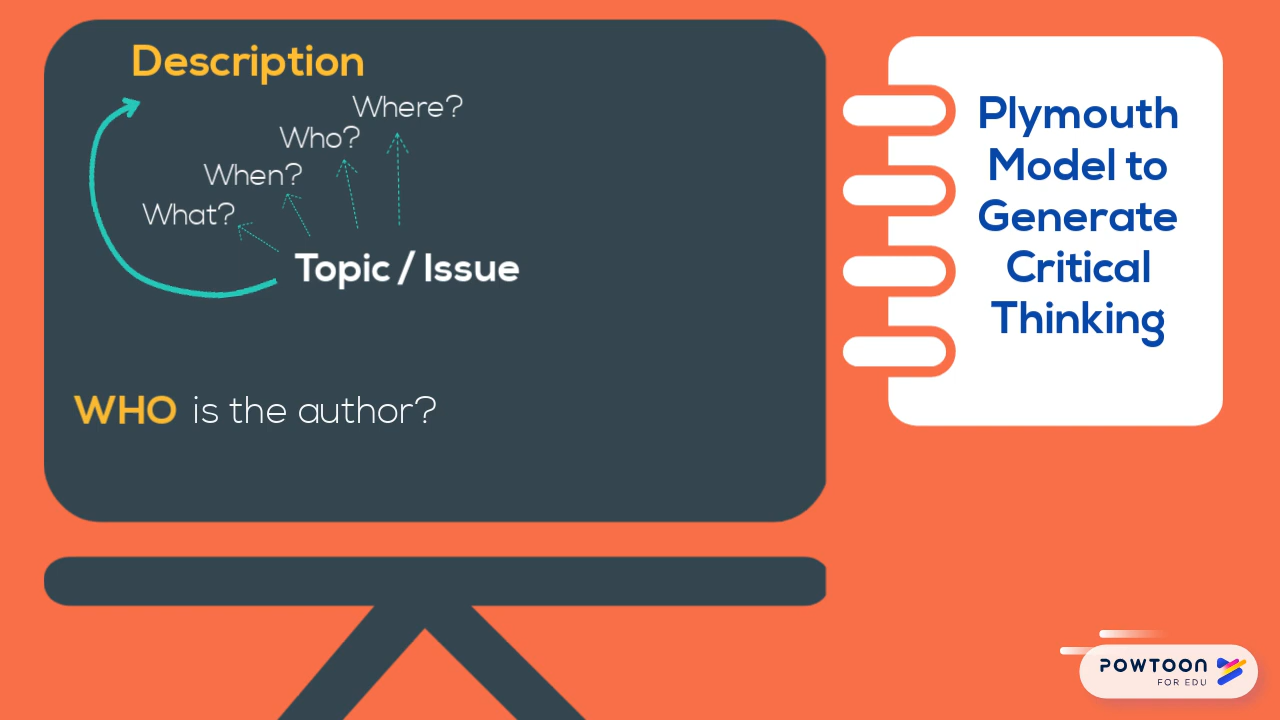 Description
Where?
Who?
When?
What?
Topic / Issue
WHO is the author?
Plymouth
Model to
Generate
Critical
Thinking
POWTOON
FOR EDU